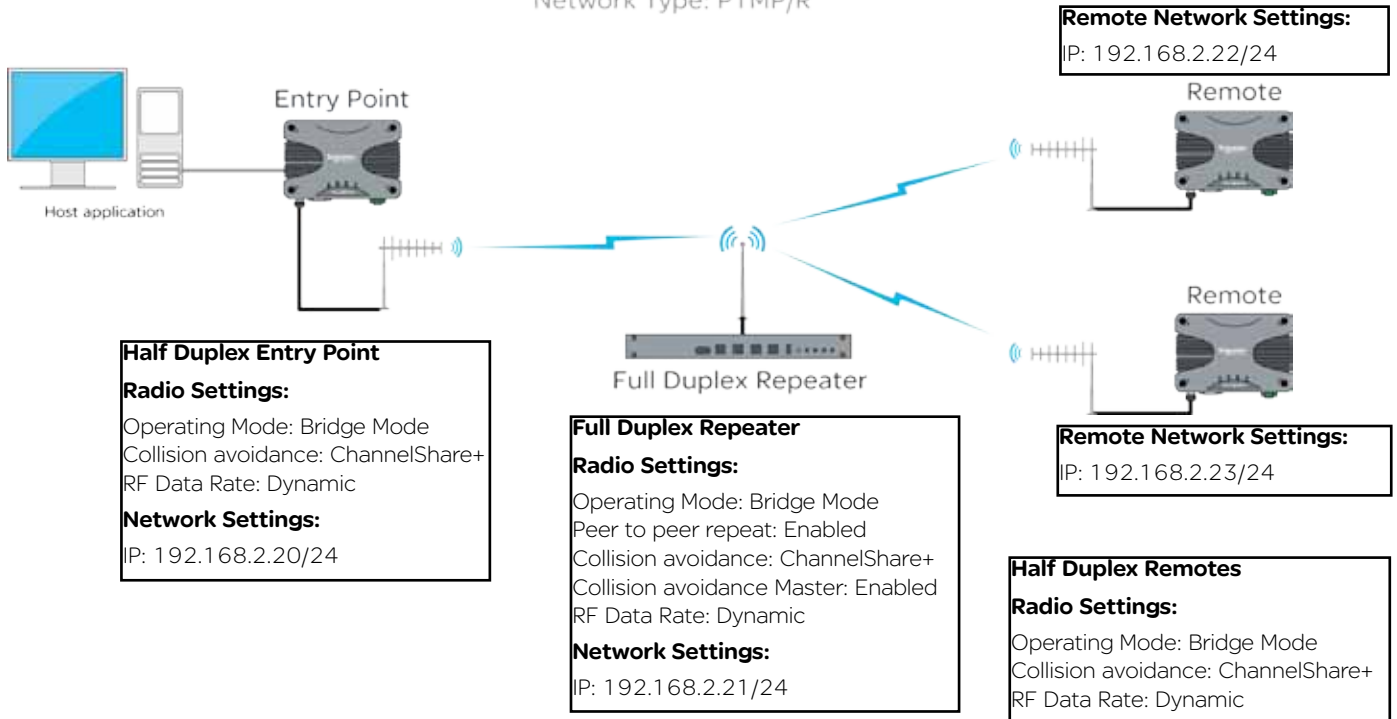 Network Type: PTMP/R
Remote Network Settings:
IP: 192.168.2.22/24
Entry Point
Remote
Host application
Remote
Full Duplex Repeater
Half Duplex Entry Point
Radio Settings:
Operating Mode: Bridge Mode
Collision avoidance: ChannelShare+
RF Data Rate: Dynamic
Network Settings:
IP: 192.168.2.20/24
Full Duplex Repeater
Radio Settings:
Operating Mode: Bridge Mode
Peer to peer repeat: Enabled
Collision avoidance: ChannelShare+
Collision avoidance Master: Enabled
RF Data Rate: Dynamic
Network Settings:
IP: 192.168.2.21/24
Remote Network Settings:
IP: 192.168.2.23/24
Half Duplex Remotes
Radio Settings:
Operating Mode: Bridge Mode
Collision avoidance: ChannelShare+
RF Data Rate: Dynamic